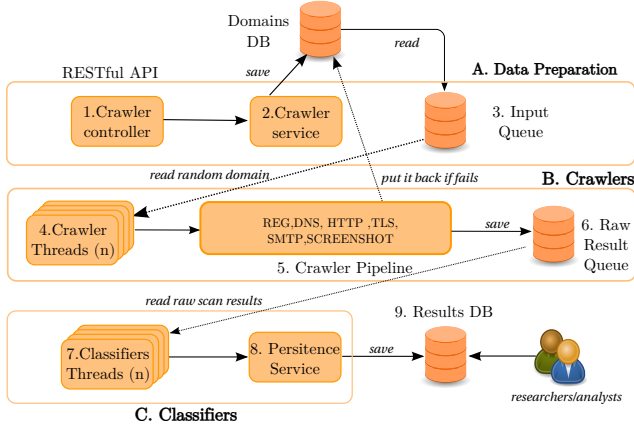 Domains
DB
read
save
RESTful API
A. Data Preparation
1.Crawler
controller
2.Crawler
service
3. Input
Queue
read random domain
put it back if fails
B. Crawlers
4.Crawler
Threads (n)
REG,DNS, HTTP ,TLS,
SMTP,SCREENSHOT
save
6. Raw
Result
Queue
5. Crawler Pipeline
read raw scan results
9. Results DB
7.Classifiers
Threads (n)
8. Persitence
Service
save
researchers/analysts
C. Classifiers